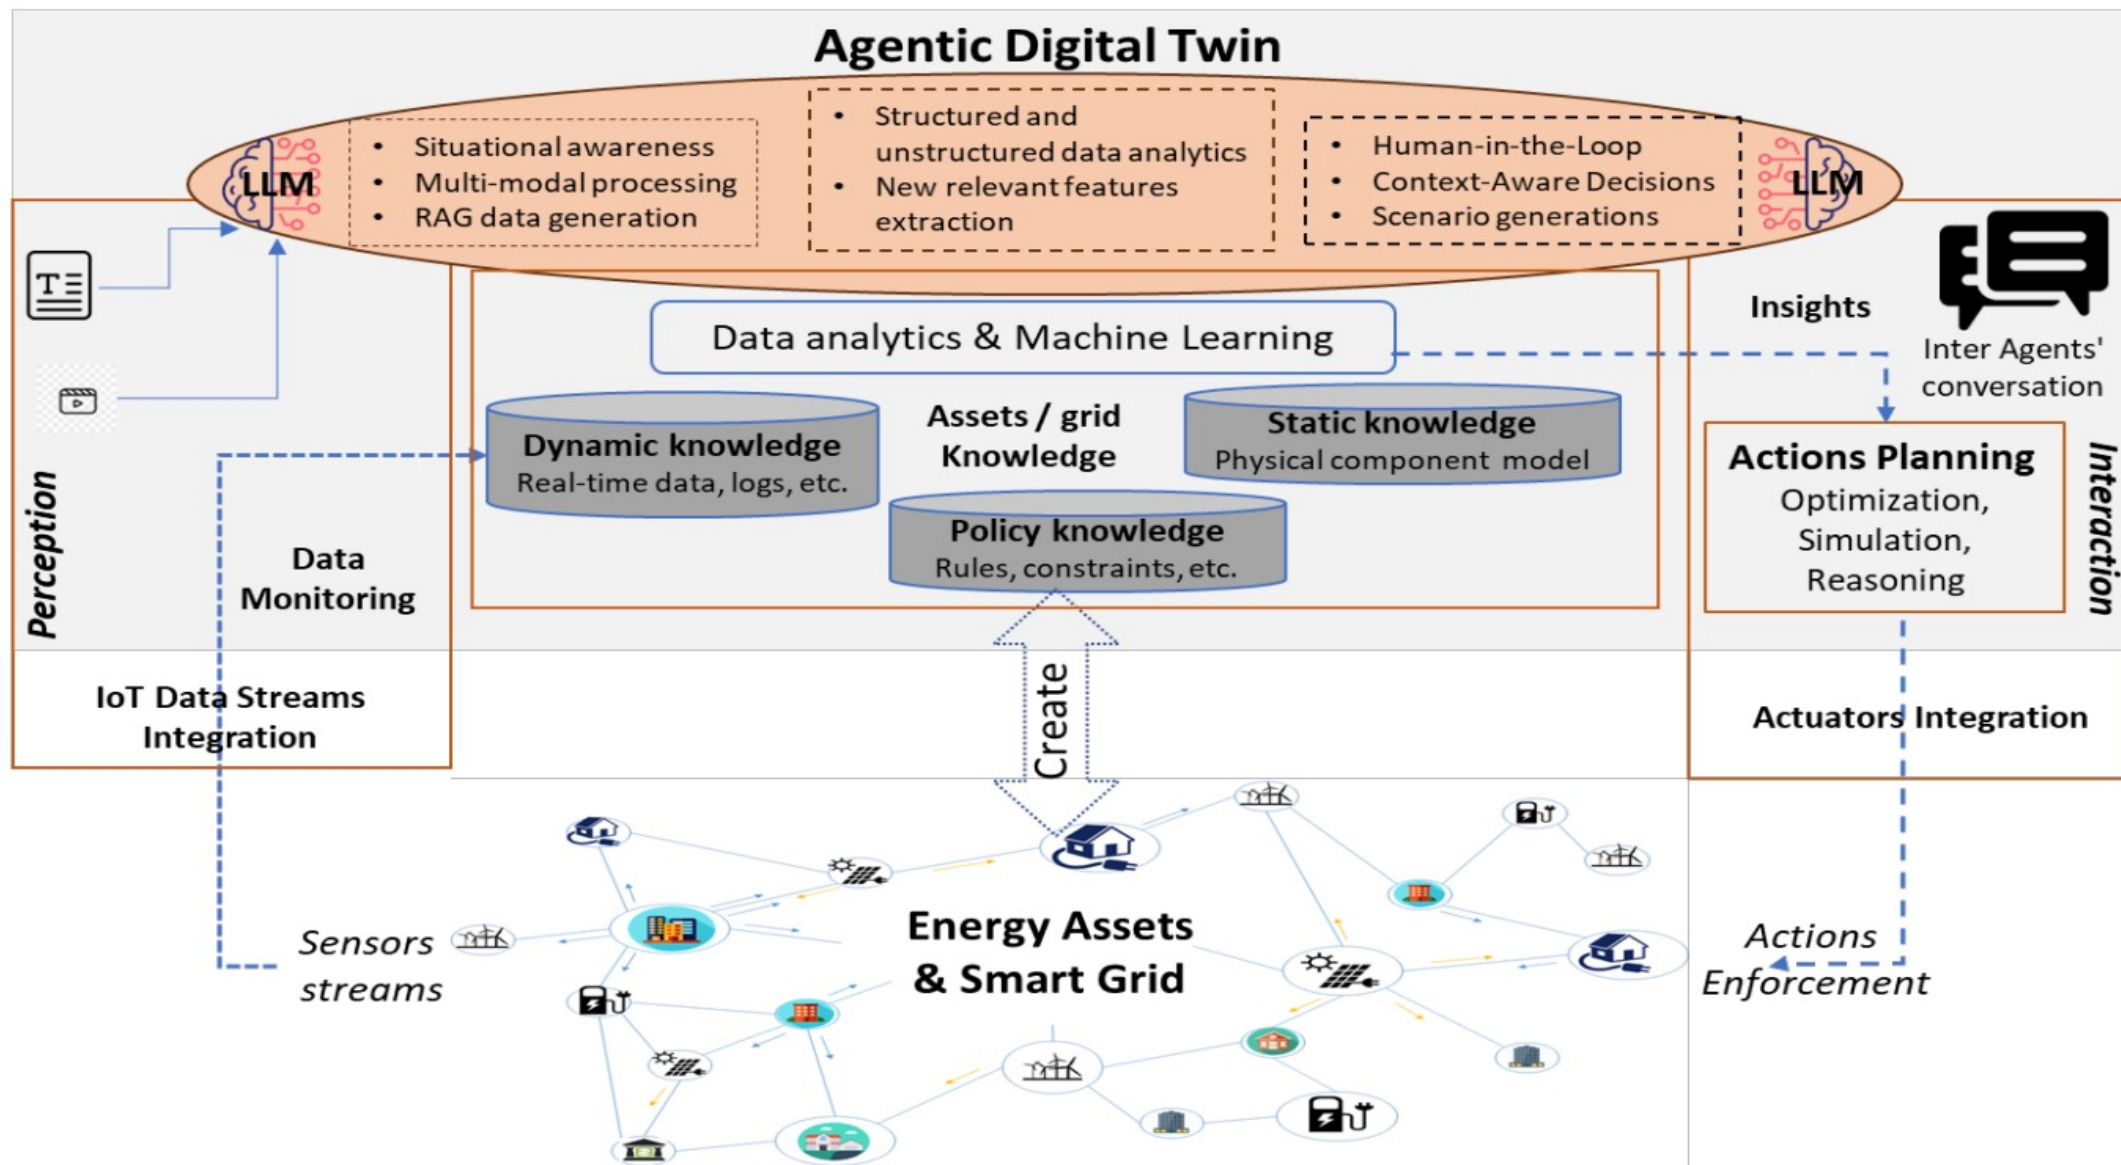 Agentic Digital Twin
LLM
• Situational awareness
• Multi-modal processing
• RAG data generation
• Structured and
unstructured data analytics
• New relevant features
extraction
• Human-in-the-Loop
• Context-Aware Decisions
• Scenario generations
LLM
T
Data analytics & Machine Learning
Insights
Inter Agents'
conversation
Dynamic knowledge
Real-time data, logs, etc.
Assets / grid
Knowledge
Static knowledge
Physical component model
Policy knowledge
Rules, constraints, etc.
Actions Planning
Optimization,
Simulation,
Reasoning
Perception
Data
Monitoring
Interaction
IoT Data Streams
Integration
Create
Actuators Integration
Sensors
streams
Energy Assets
& Smart Grid
Actions
Enforcement